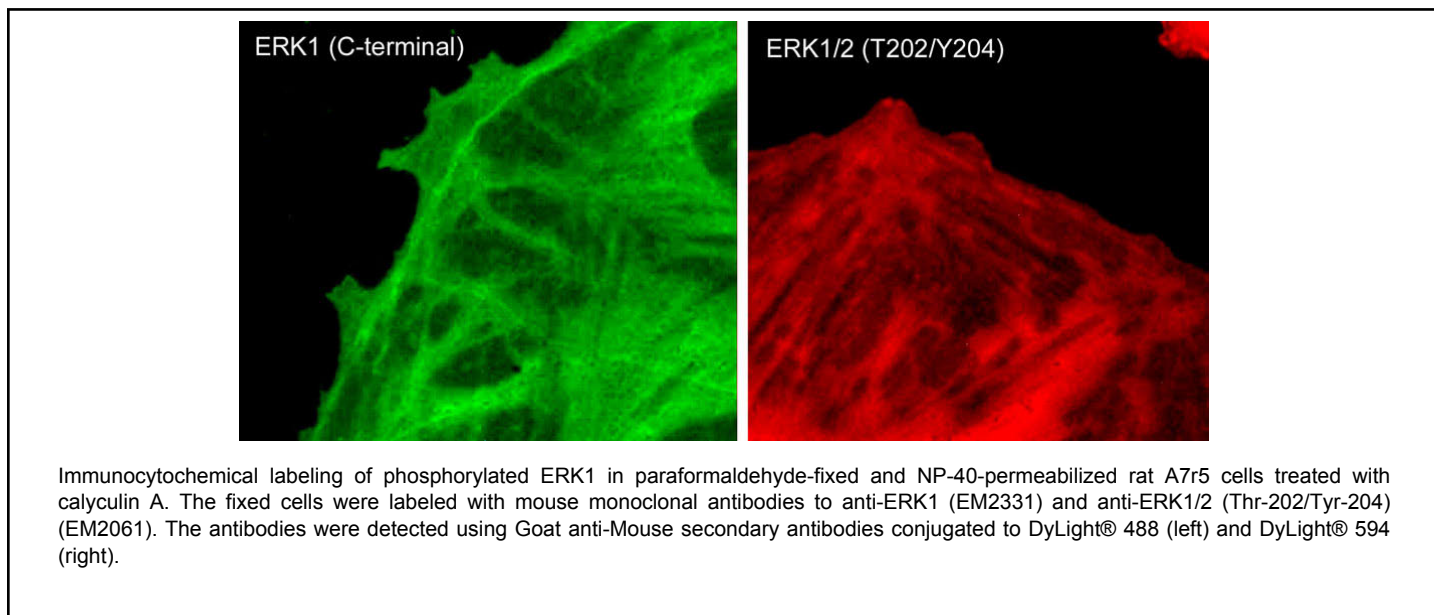 ERK1 (C-terminal)
ERK1/2 (T202/Y204)
Immunocytochemical labeling of phosphorylated ERK1 in paraformaldehyde-fixed and NP-40-permeabilized rat A7r5 cells treated with
calyculin A. The fixed cells were labeled with mouse monoclonal antibodies to anti-ERK1 (EM2331) and anti-ERK1/2 (Thr-202/Tyr-204)
(EM2061). The antibodies were detected using Goat anti-Mouse secondary antibodies conjugated to DyLight® 488 (left) and DyLight® 594
(right).